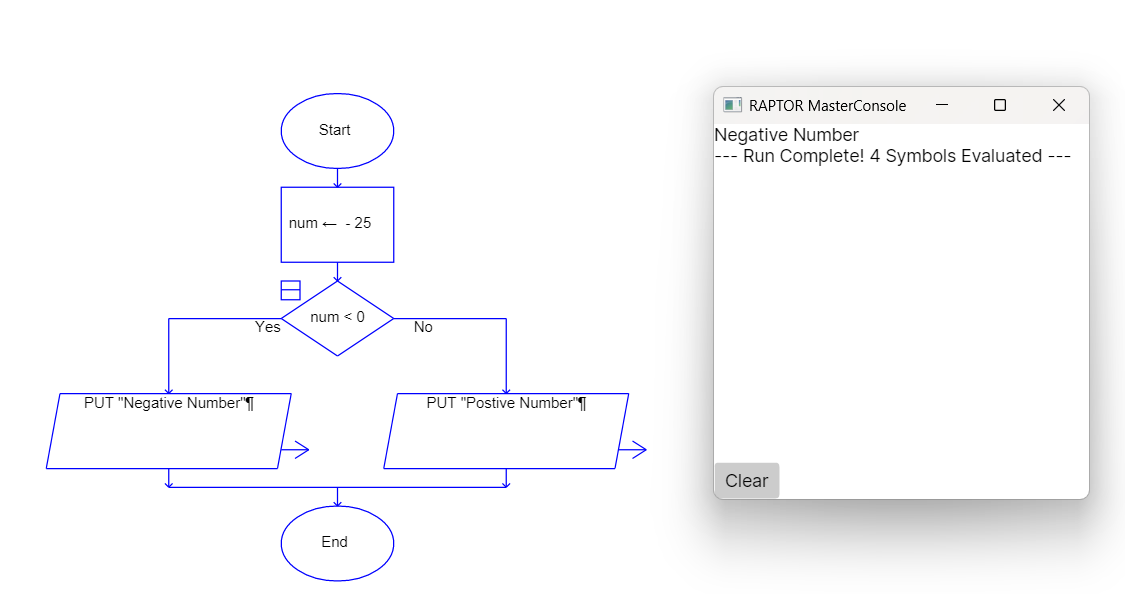 Start
num ← - 25
num < 0
Yes
No
PUT "Negative Number"¶
PUT "Postive Number"¶
End
RAPTOR MasterConsole
Negative Number
--- Run Complete! 4 Symbols Evaluated ---
Clear